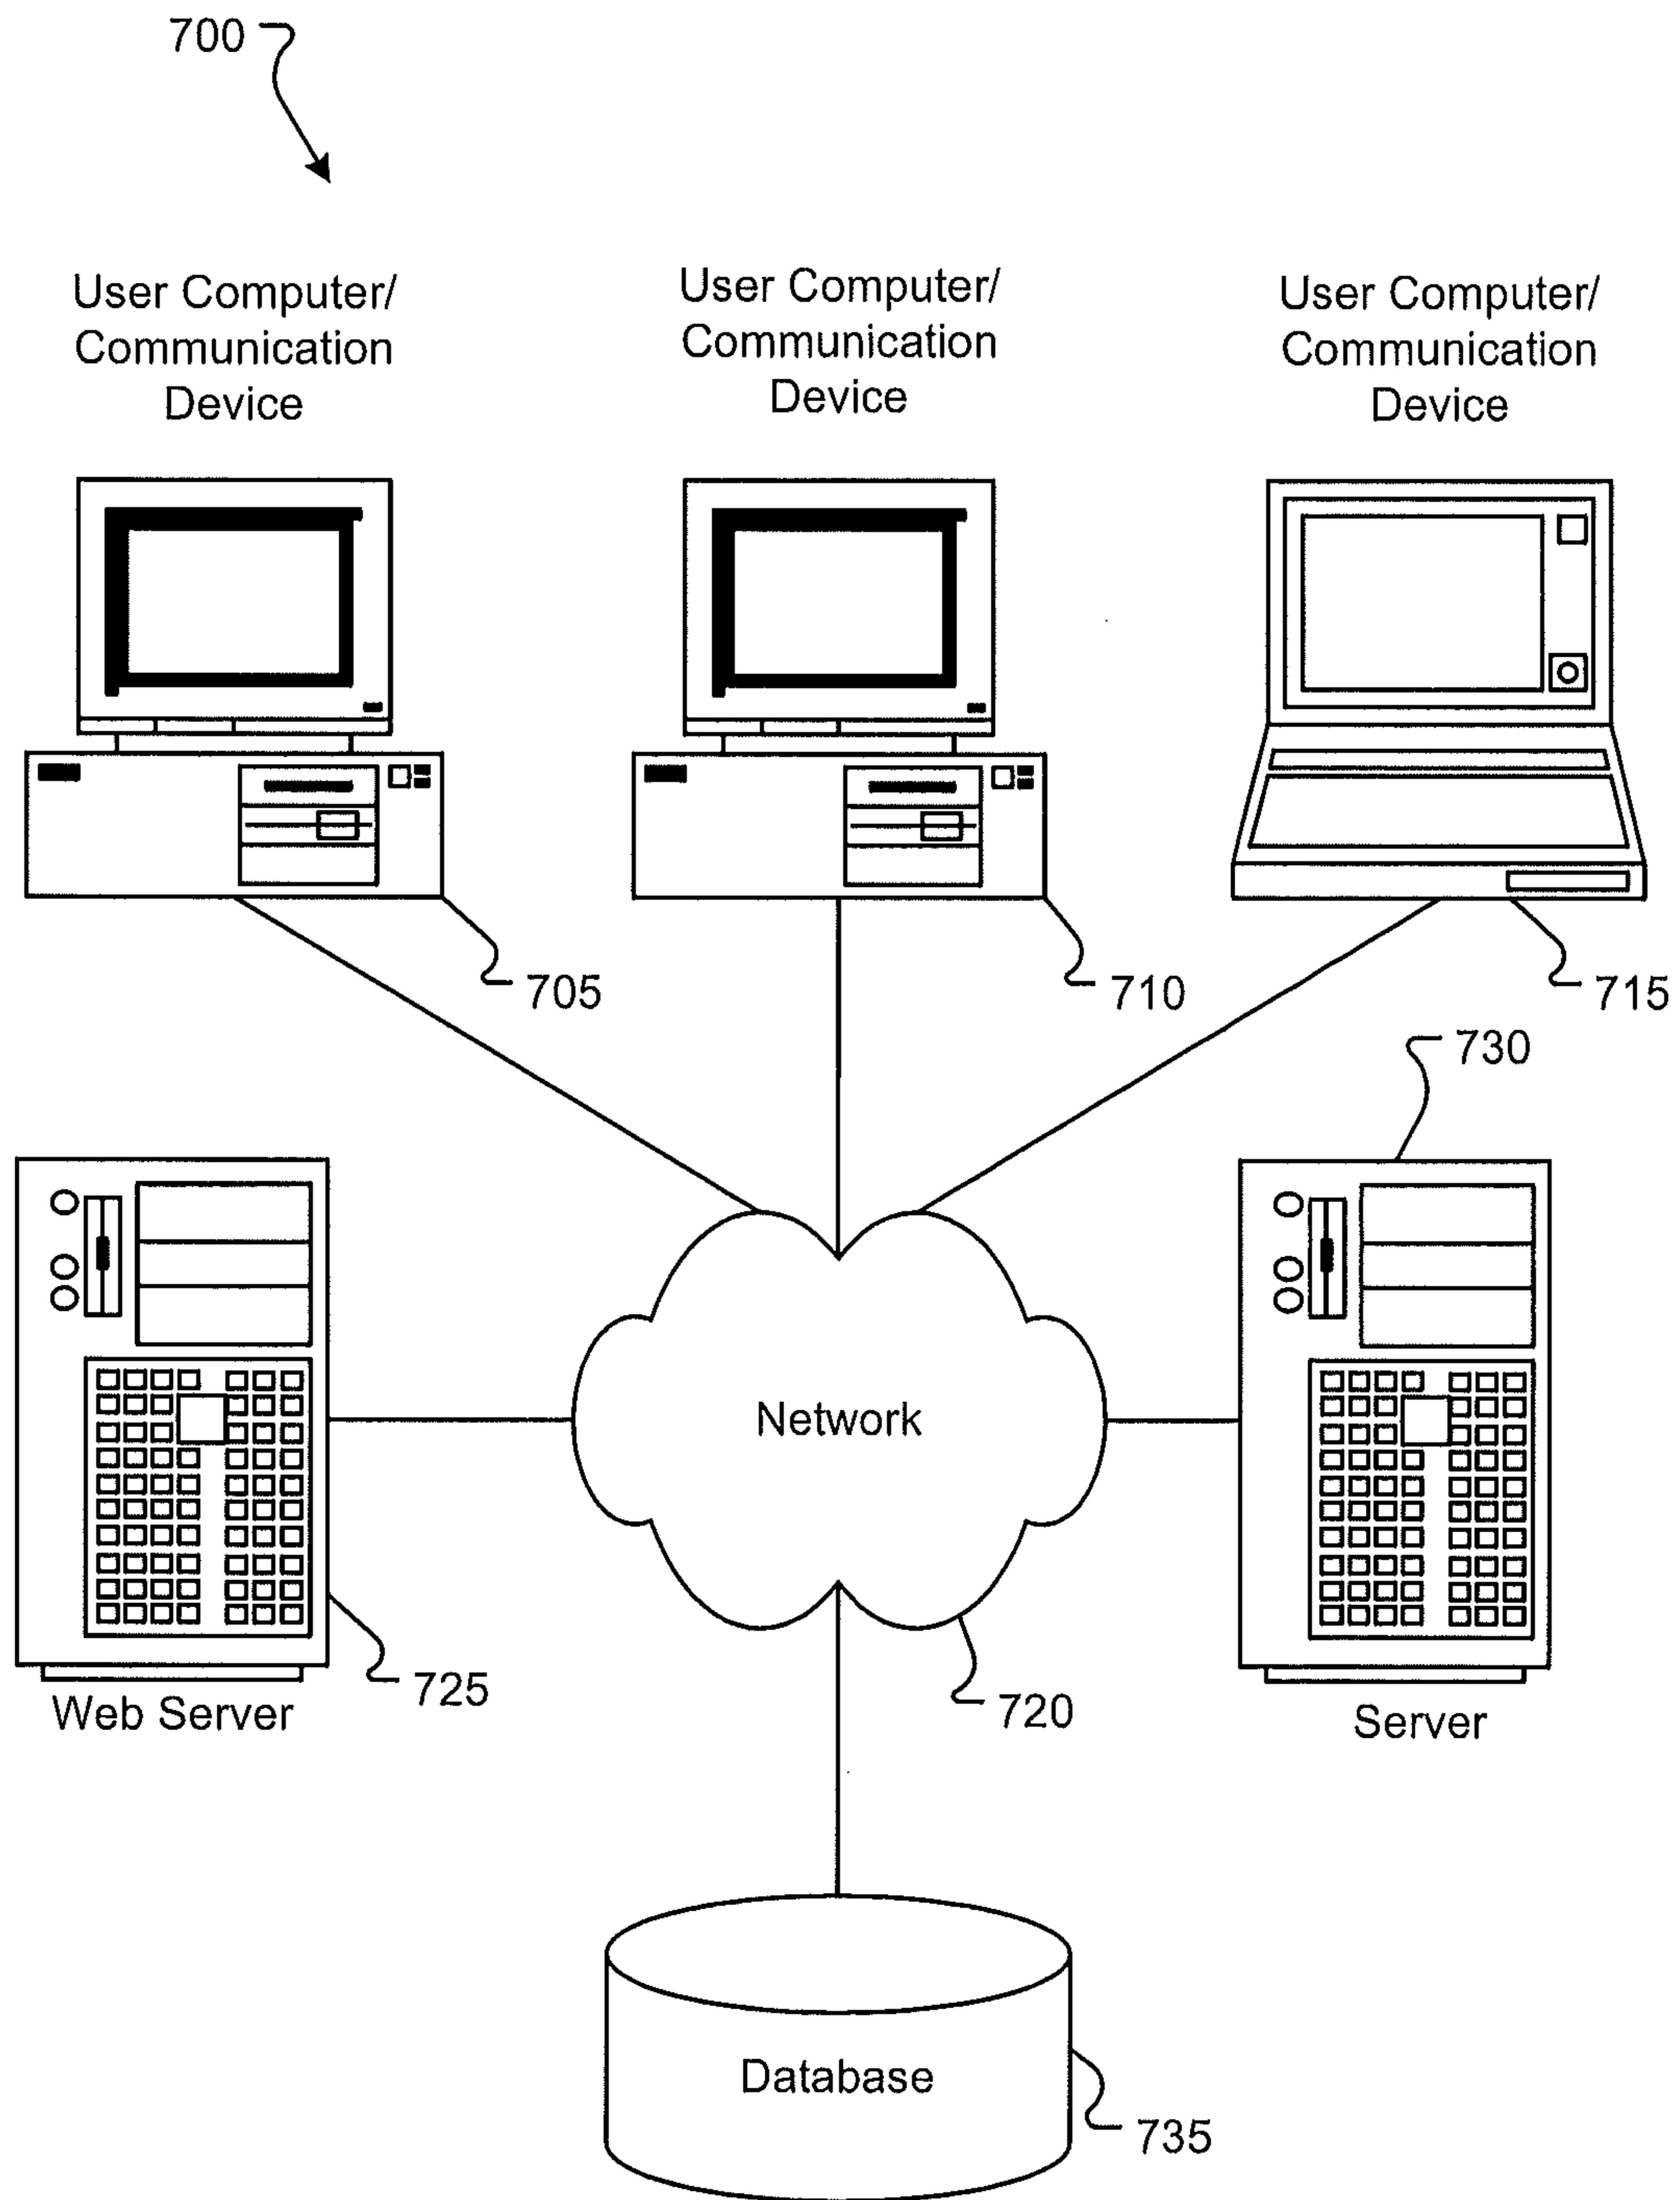 700
User Computer/
Communication
Device
User Computer/
Communication
Device
User Computer/
Communication
Device
705
710
715
730
Network
725
Web Server
720
Server
Database
735